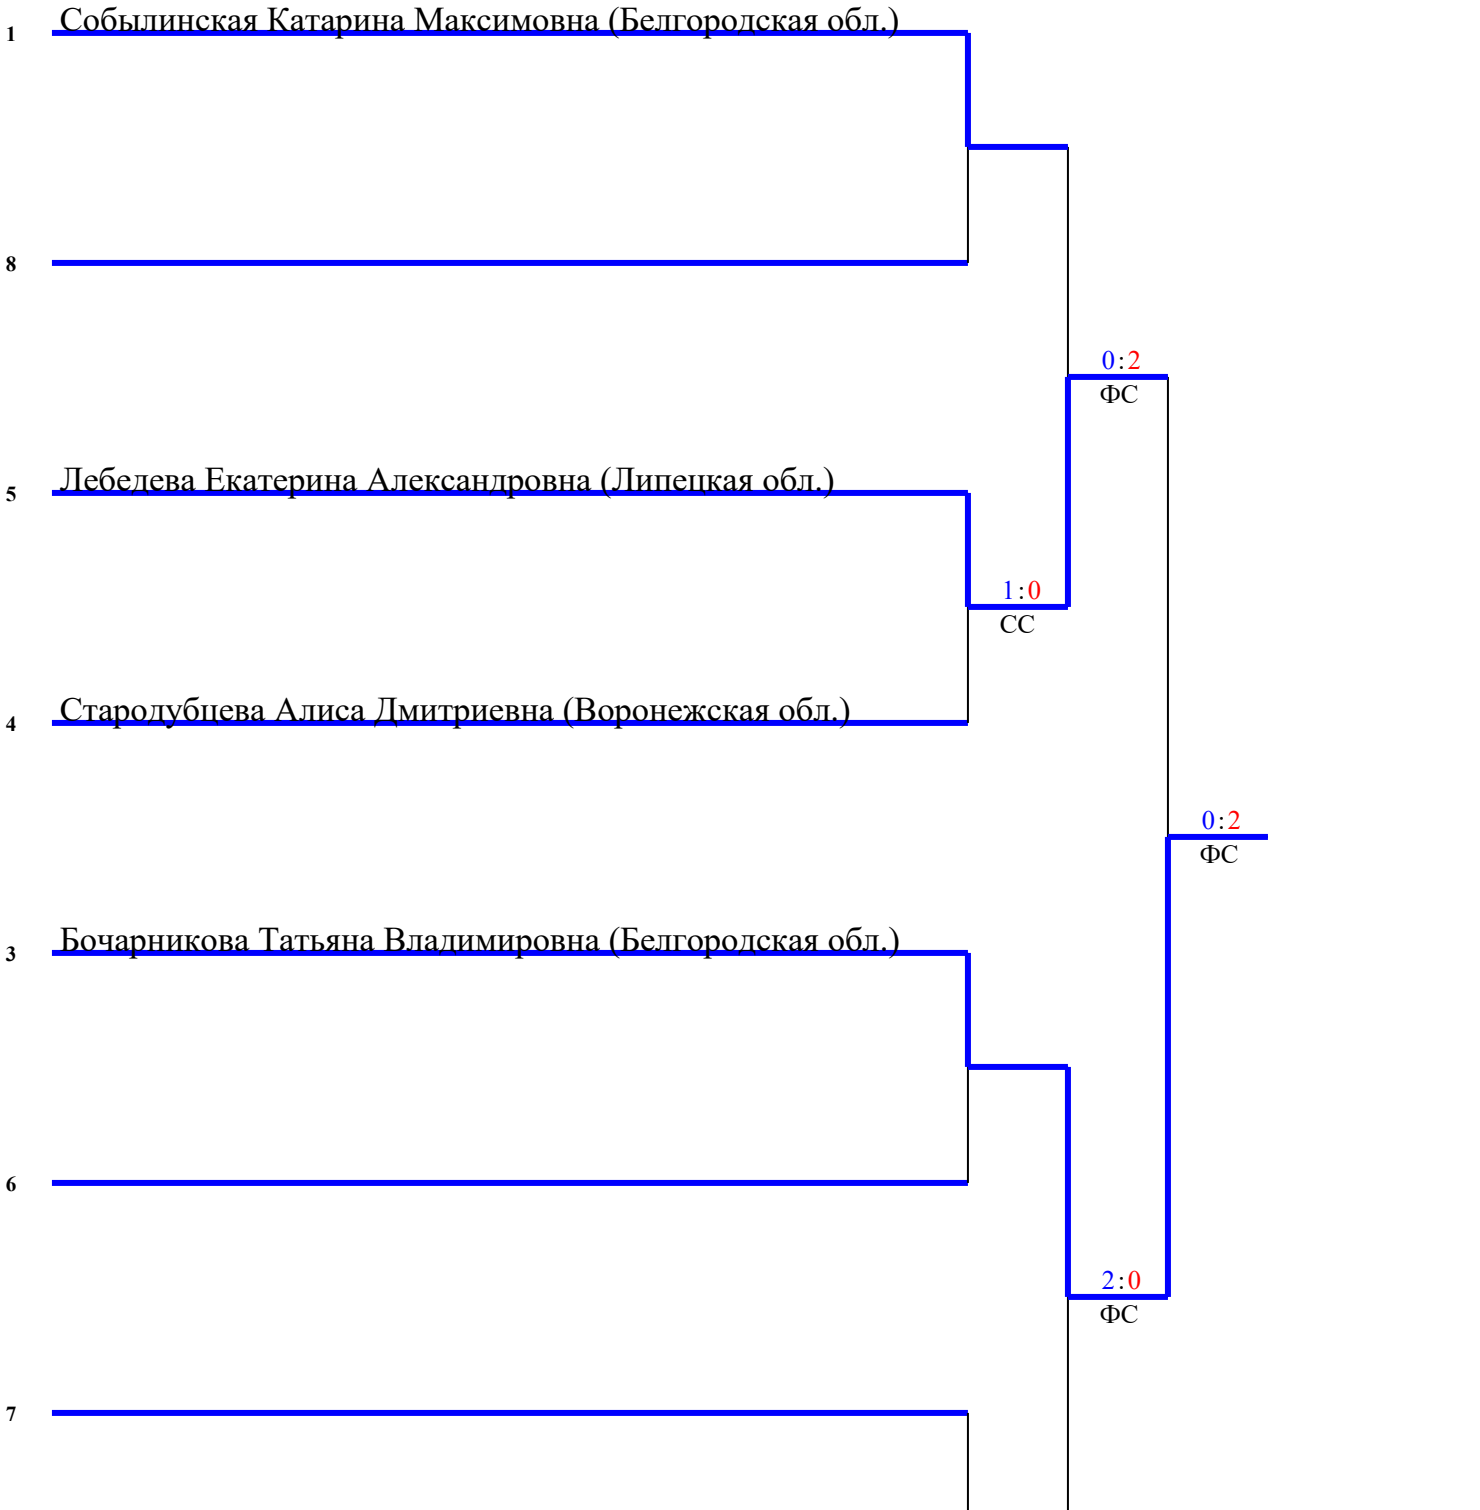 1 Собылинская Катарина Максимовна (Белгородская обл.)
8
0:2
ФС
5 Лебедева Екатерина Александровна (Липецкая обл.)
1:0
СС
4 Стародубцева Алиса Дмитриевна (Воронежская обл.)
0:2
ФС
3 Бочарникова Татьяна Владимировна (Белгородская обл.)
6
2:0
ФС
7